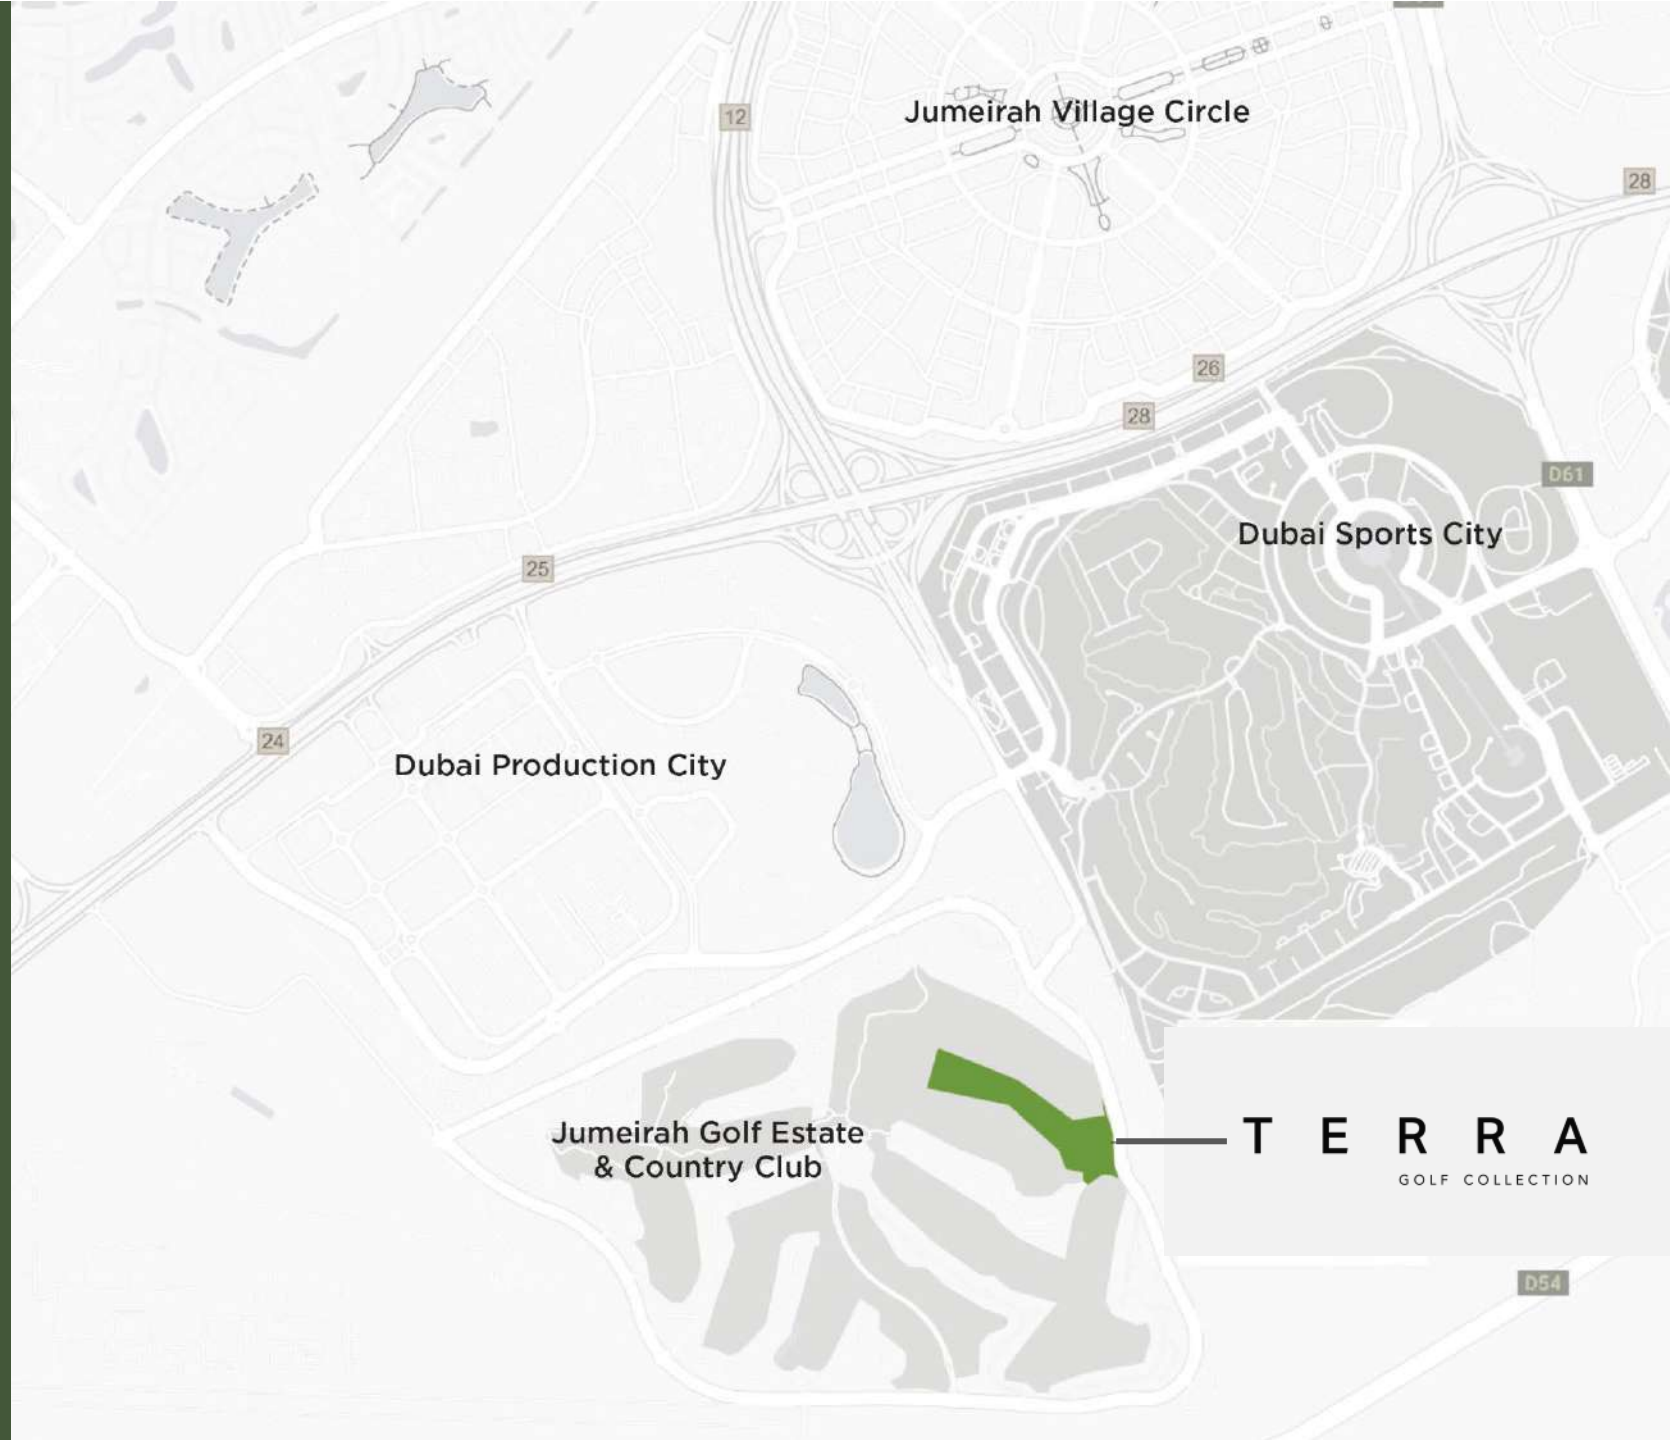 12
Jumeirah Village Circle
28
26
28
D61
Dubai Sports City
25
24
Dubai Production City
Jumeirah Golf Estate
& Country Club
TERRA
GOLF COLLECTION
D54